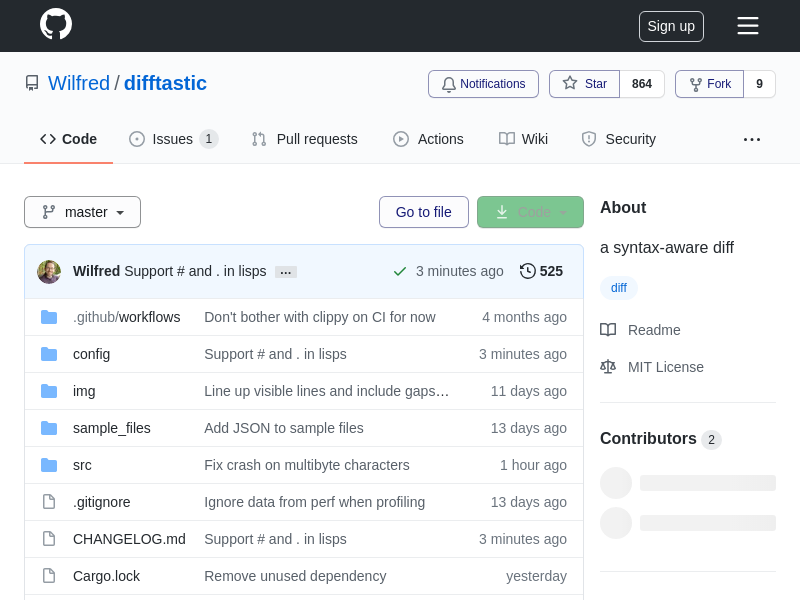 Sign up
Wilfred / difftastic
Notifications Star 864 Fork 9
Code Issues 1 Pull requests Actions Wiki Security ...
master Go to file Code
Wilfred Support # and . in lisps ... 3 minutes ago 525
.github/workflows Don't bother with clippy on CI for now 4 months ago
config Support # and . in lisps 3 minutes ago
img Line up visible lines and include gaps… 11 days ago
sample_files Add JSON to sample files 13 days ago
src Fix crash on multibyte characters 1 hour ago
.gitignore Ignore data from perf when profiling 13 days ago
CHANGELOG.md Support # and . in lisps 3 minutes ago
Cargo.lock Remove unused dependency yesterday
About
a syntax-aware diff
diff
Readme
MIT License
Contributors 2